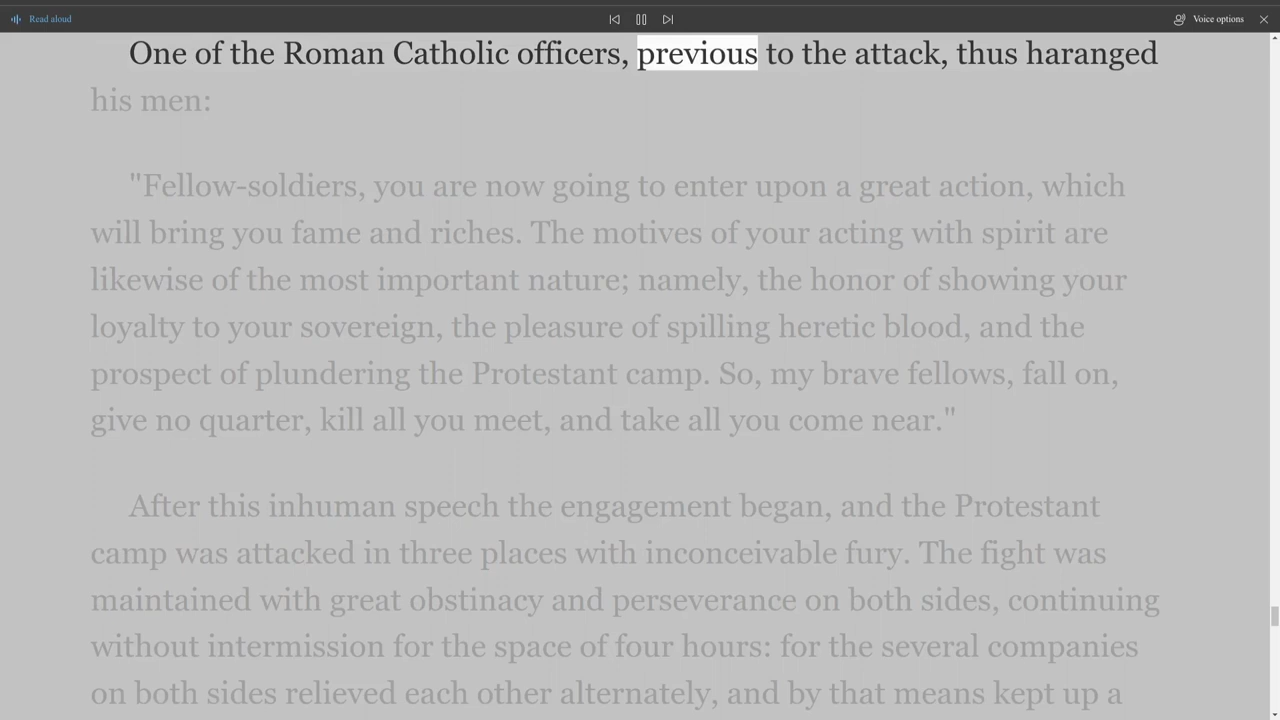 Read aloud
Voice options
One of the Roman Catholic officers, previous to the attack, thus haranged
his men:
"Fellow-soldiers, you are now going to enter upon a great action, which
will bring you fame and riches. The motives of your acting with spirit are
likewise of the most important nature; namely, the honor of showing your
loyalty to your sovereign, the pleasure of spilling heretic blood, and the
prospect of plundering the Protestant camp. So, my brave fellows, fall on,
give no quarter, kill all you meet, and take all you come near."
After this inhuman speech the engagement began, and the Protestant
camp was attacked in three places with inconceivable fury. The fight was
maintained with great obstinacy and perseverance on both sides, continuing
without intermission for the space of four hours: for the several companies
on both sides relieved each other alternately, and by that means kept up a